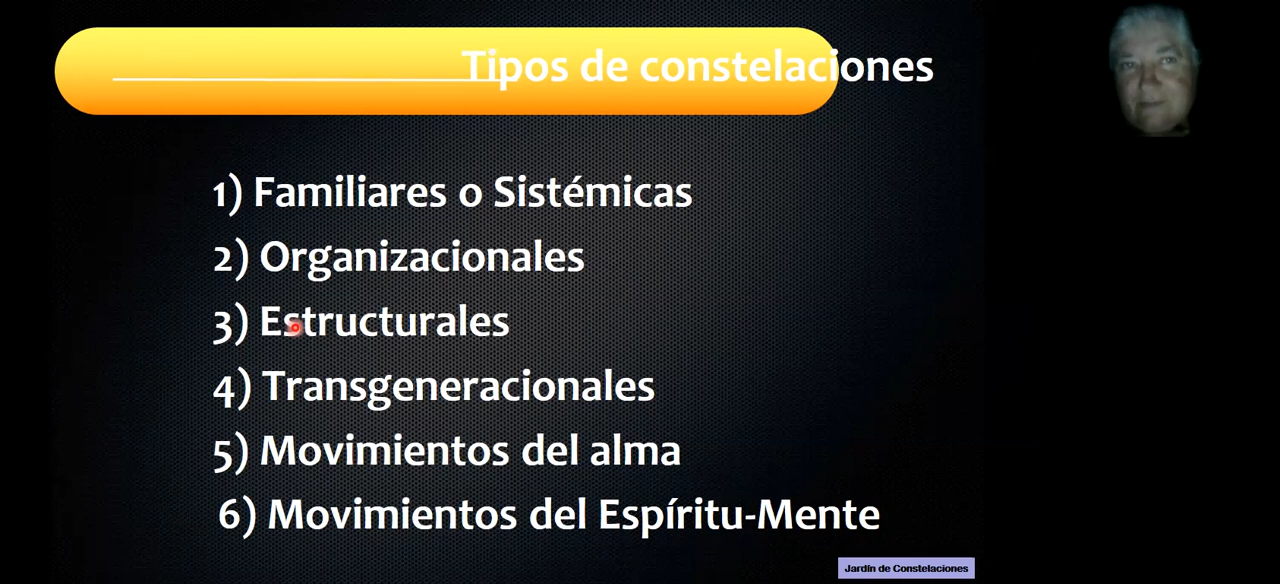 Tipos de constelaciones
1) Familiares o Sistémicas
2) Organizacionales
3) Estructurales
4) Transgeneracionales
5) Movimientos del alma
6) Movimientos del Espíritu-Mente
Jardín de Constelaciones